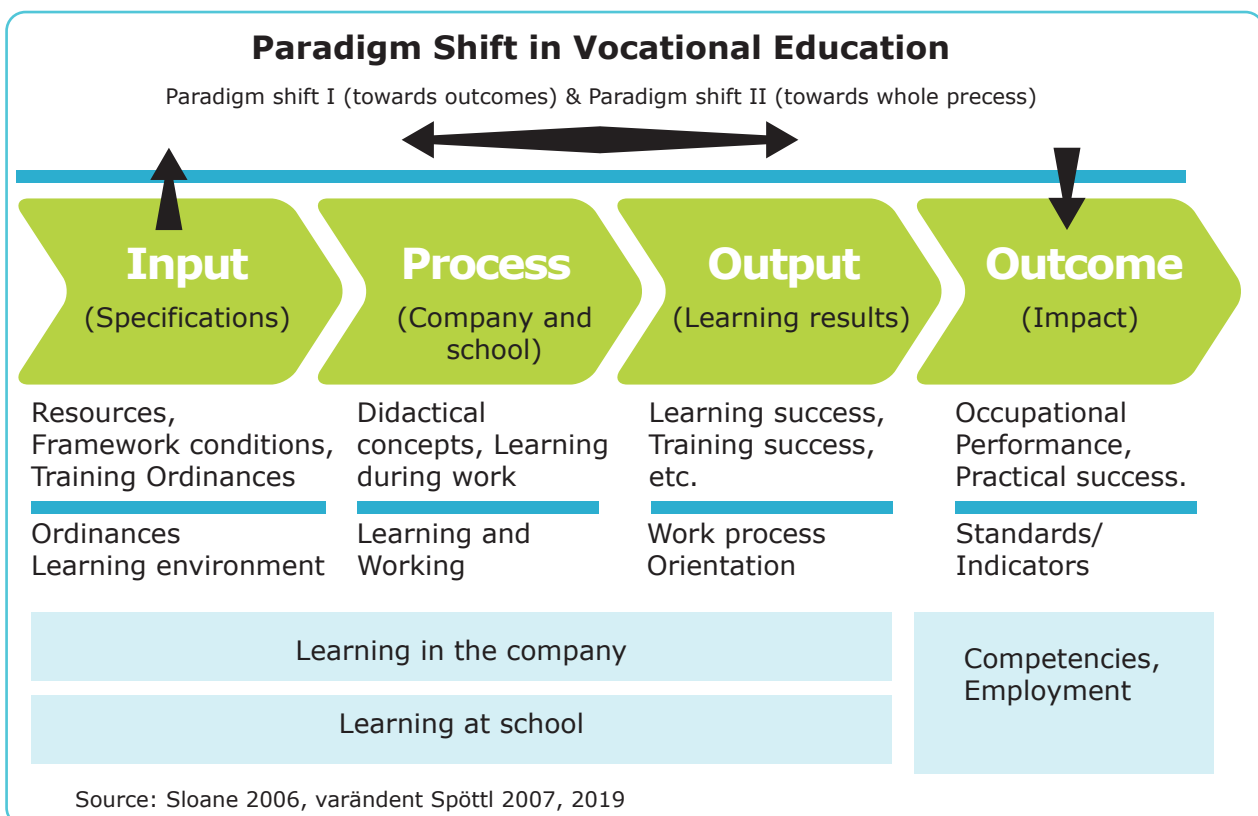 Paradigm Shift in Vocational Education
Paradigm shift I (towards outcomes) & Paradigm shift II (towards whole precess)
Input
(Specifications)
Process
(Company and
school)
Output
(Learning results)
Outcome
(Impact)
Resources,
Framework conditions,
Training Ordinances
Didactical
concepts, Learning
during work
Learning success,
Training success,
etc.
Occupational
Performance,
Practical success.
Ordinances
Learning environment
Learning and
Working
Work process
Orientation
Standards/
Indicators
Learning in the company
Learning at school
Competencies,
Employment
Source: Sloane 2006, varändent Spöttl 2007, 2019